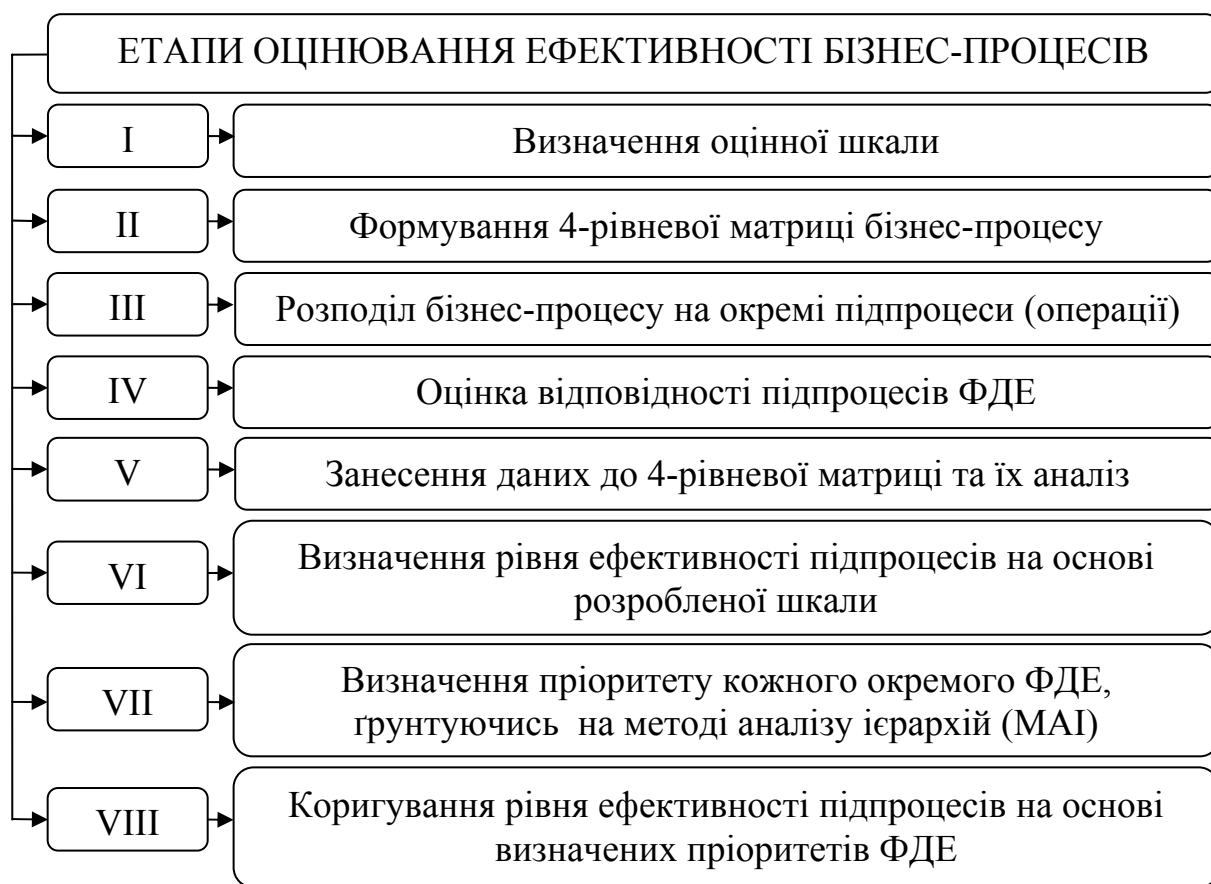 ЕТАПИ ОЦІНЮВАННЯ ЕФЕКТИВНОСТІ БІЗНЕС-ПРОЦЕСІВ
I Визначення оцінної шкали
II Формування 4-рівневої матриці бізнес-процесу
III Розподіл бізнес-процесу на окремі підпроцеси (операції)
IV Оцінка відповідності підпроцесів ФДЕ
V Занесення даних до 4-рівневої матриці та їх аналіз
VI Визначення рівня ефективності підпроцесів на основі
розробленої шкали
VII Визначення пріоритету кожного окремого ФДЕ,
ґрунтуючись на методі аналізу ієрархій (МАІ)
VIII Коригування рівня ефективності підпроцесів на основі
визначених пріоритетів ФДЕ